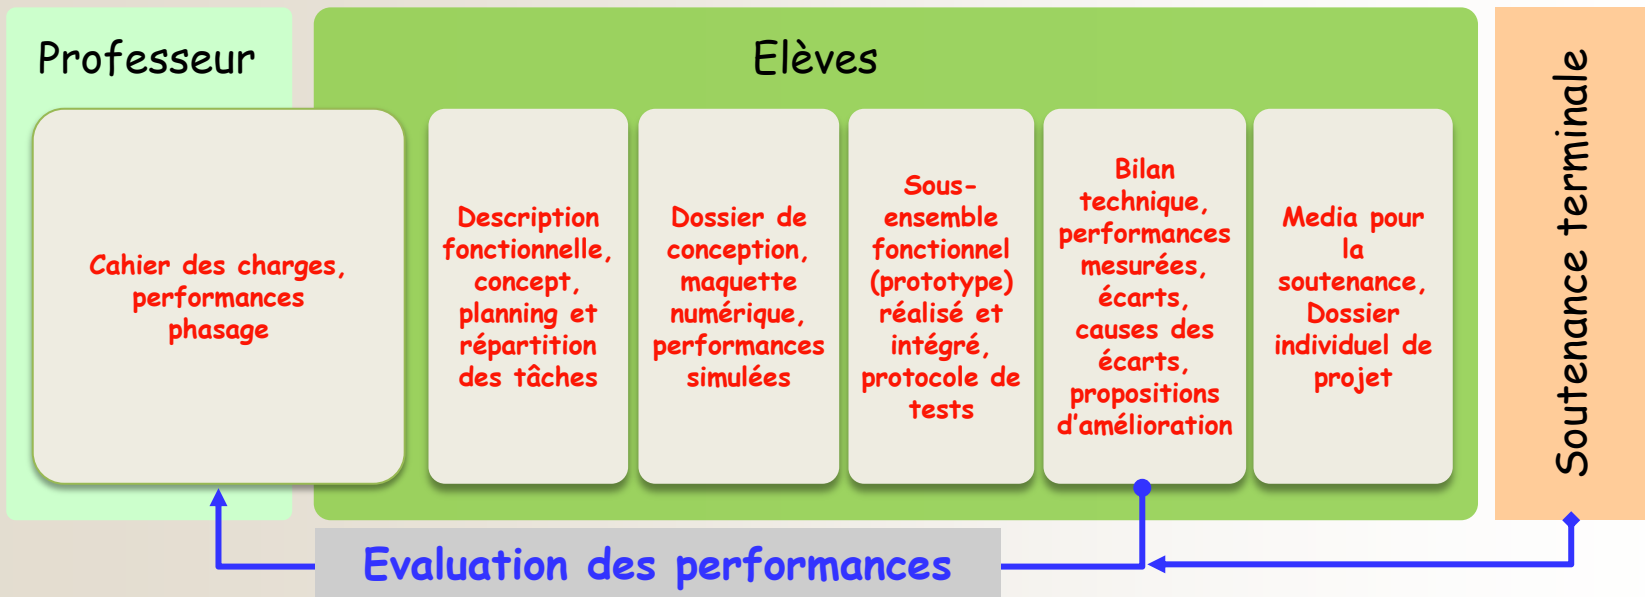 Professeur
Elèves
Cahier des charges,
performances
phasage
Description
fonctionnelle,
concept,
planning et
répartition
des tâches
Dossier de
conception,
maquette
numérique,
performances
simulées
Sous-
ensemble
fonctionnel
(prototype)
réalisé et
intégré,
protocole de
tests
Bilan
technique,
performances
mesurées,
écarts,
causes des
écarts,
propositions
d'amélioration
Media pour
la
soutenance,
Dossier
individuel de
projet
Soutenance terminale
Evaluation des performances